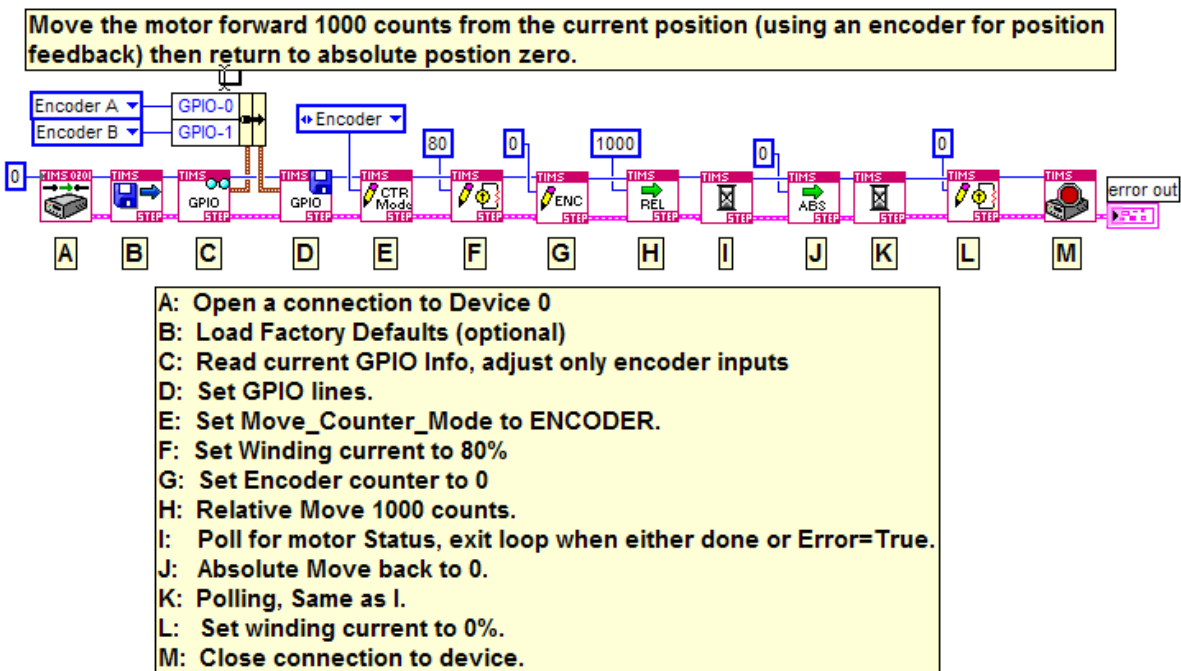 Move the motor forward 1000 counts from the current position (using an encoder for position
feedback) then return to absolute postion zero.
Encoder A
GPIO-0
Encoder B
GPIO-1
Encoder
80
0
1000
0
0
0
TIMS 0200
TIMS
STEP
TIMS
GPIO
STEP
TIMS
GPIO
STEP
TIMS
CTR
Mode
STEP
TIMS
STEP
TIMS
ENC
STEP
TIMS
REL
STEP
TIMS
STEP
TIMS
ABS
STEP
TIMS
STEP
TIMS
STEP
TIMS
STEP
error out
A B C D E F G H I J K L M
A: Open a connection to Device 0
B: Load Factory Defaults (optional)
C: Read current GPIO Info, adjust only encoder inputs
D: Set GPIO lines.
E: Set Move_Counter_Mode to ENCODER.
F: Set Winding current to 80%
G: Set Encoder counter to 0
H: Relative Move 1000 counts.
I: Poll for motor Status, exit loop when either done or Error=True.
J: Absolute Move back to 0.
K: Polling, Same as I.
L: Set winding current to 0%.
M: Close connection to device.